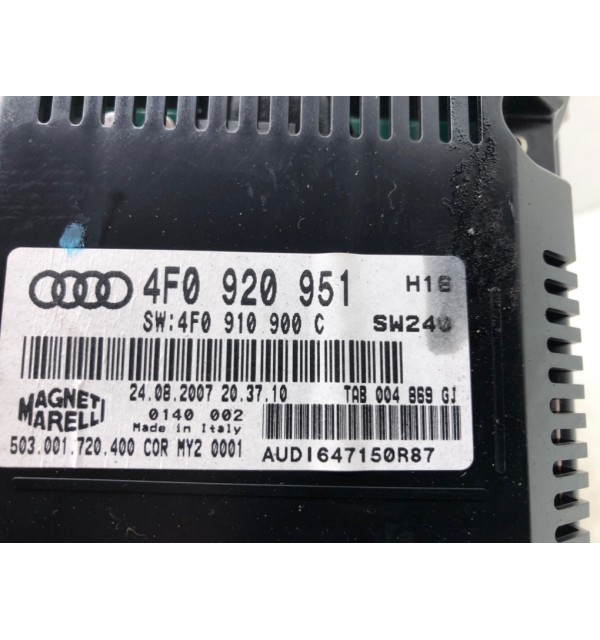 4F0 920 951 H18
SW:4F0 910 900 C SW240
24.08.2007 20.37.10 TAB 004 869 GJ
MAGNETI
MARELLI
0140 002
Made in Italy
503.001.720.400 COR MY2 0001
AUDI647150R87